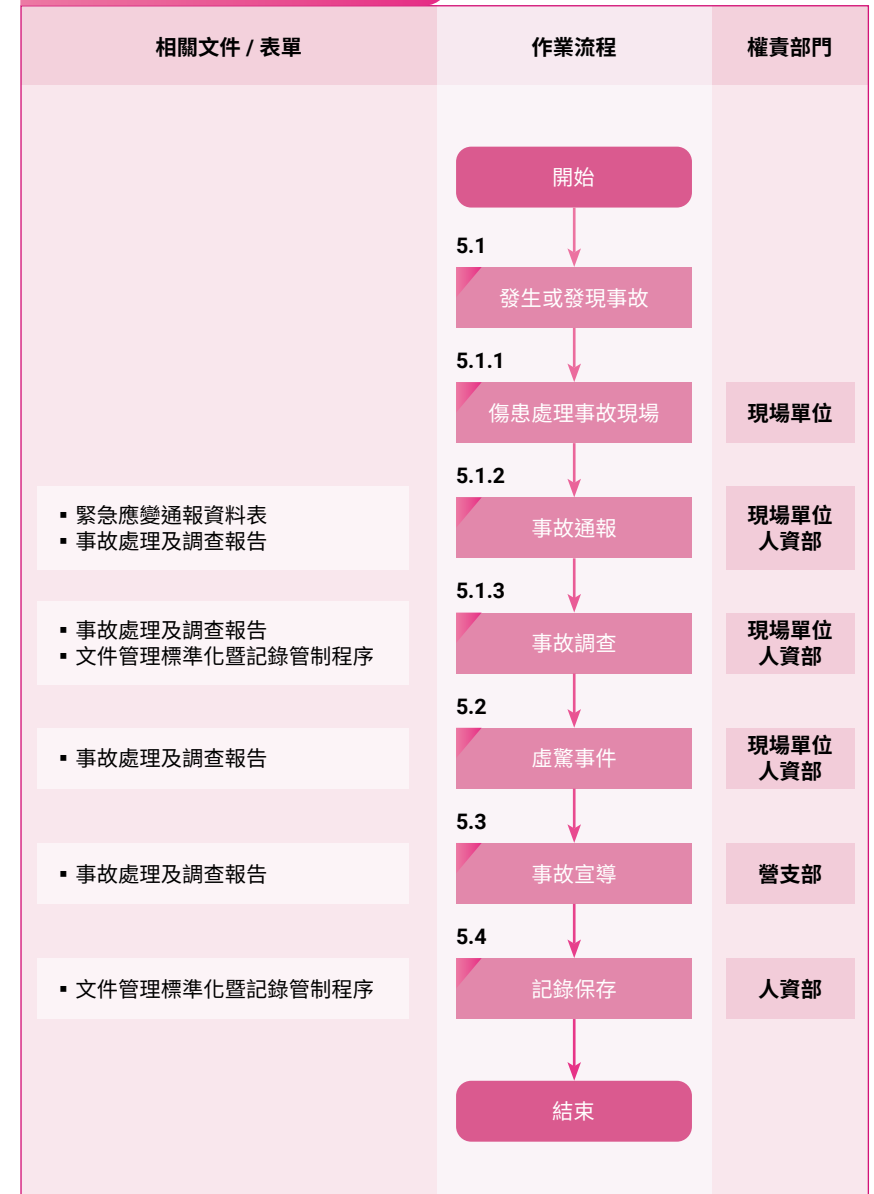 相關文件 / 表單
作業流程
權責部門
開始
5.1
發生或發現事故
5.1.1
傷患處理事故現場
現場單位
5.1.2
▪ 緊急應變通報資料表
▪ 事故處理及調查報告
事故通報
現場單位
人資部
5.1.3
▪ 事故處理及調查報告
▪ 文件管理標準化暨記錄管制程序
事故調查
現場單位
人資部
5.2
▪ 事故處理及調查報告
虛驚事件
現場單位
人資部
5.3
▪ 事故處理及調查報告
事故宣導
營支部
5.4
▪ 文件管理標準化暨記錄管制程序
記錄保存
人資部
結束